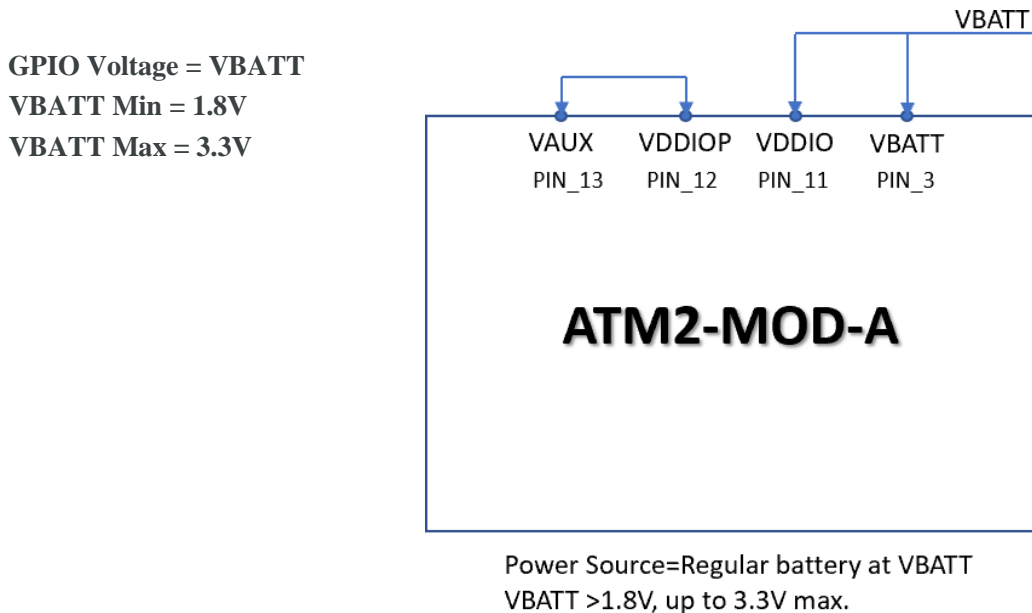 VBATT
GPIO Voltage = VBATT
VBATT Min = 1.8V
VBATT Max = 3.3V
VAUX VDDIOP VDDIO VBATT
PIN_13 PIN_12 PIN_11 PIN_3
ATM2-MOD-A
Power Source=Regular battery at VBATT
VBATT >1.8V, up to 3.3V max.